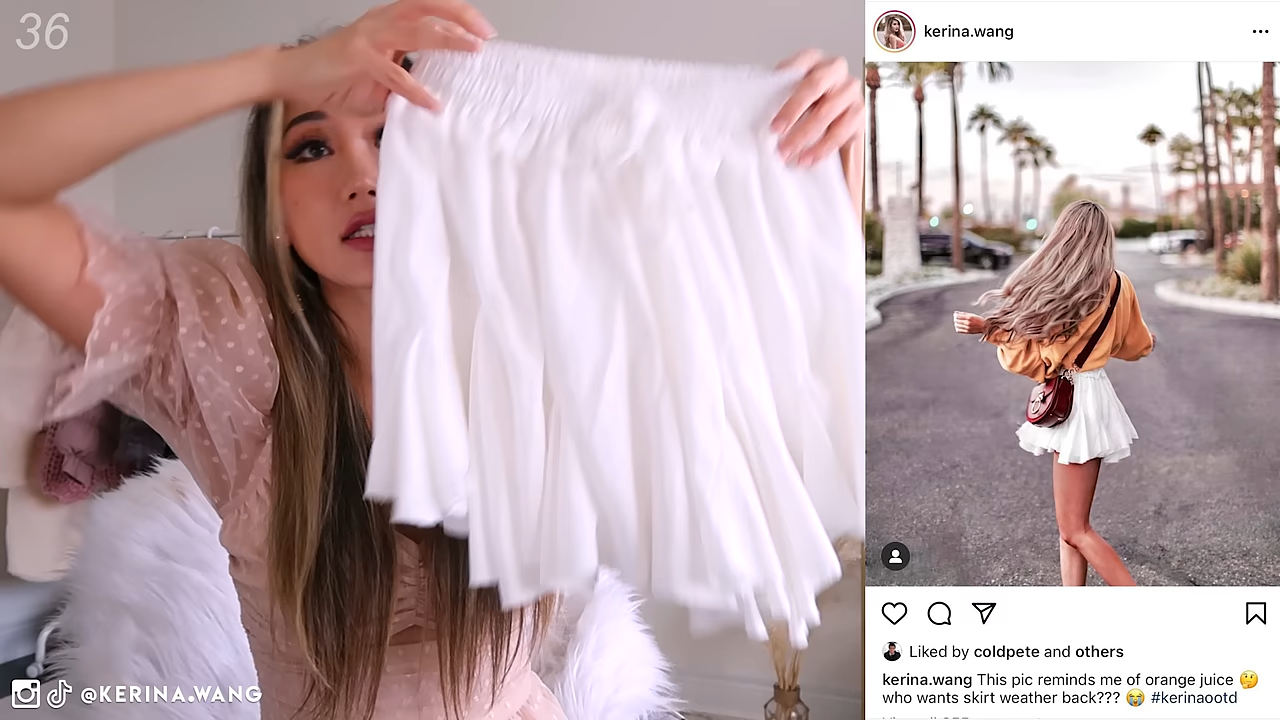 36
@KERINA.WANG
kerina.wang
Liked by coldpete and others
kerina.wang This pic reminds me of orange juice 🤔
who wants skirt weather back??? 😭 #kerinaootd